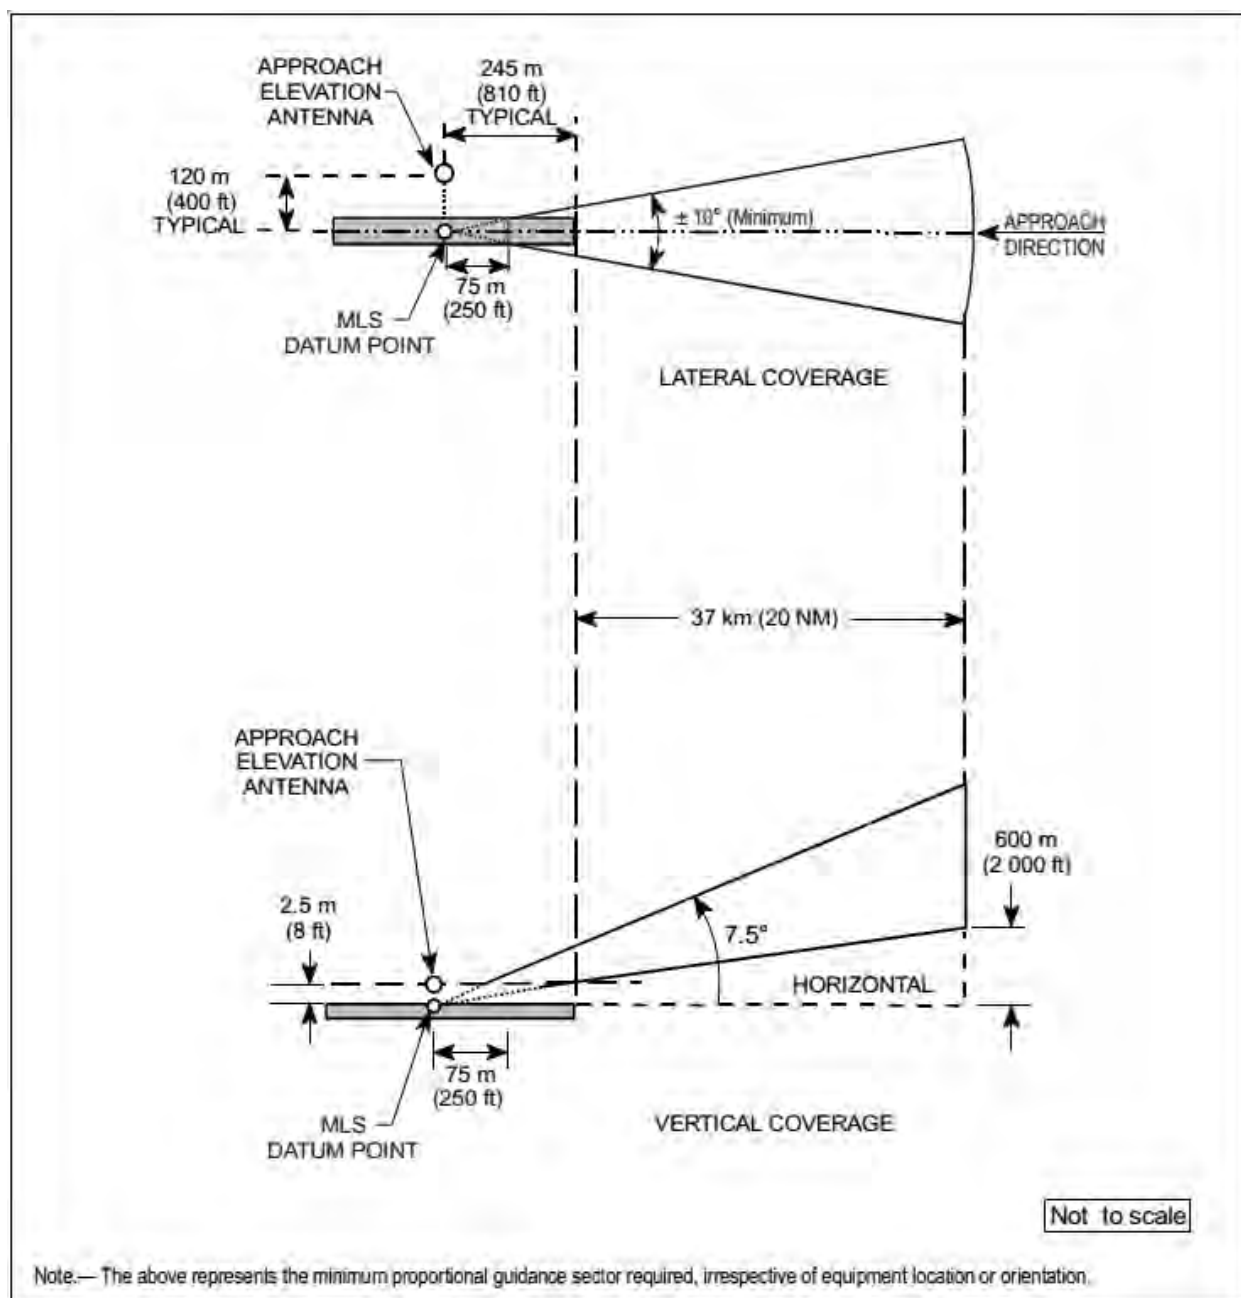 APPROACH
ELEVATION
ANTENNA
245 m
(810 ft)
TYPICAL
120 m
(400 ft)
TYPICAL
± 10° (Minimum)
APPROACH
DIRECTION
75 m
(250 ft)
MLS
DATUM POINT
LATERAL COVERAGE
37 km (20 NM)
APPROACH
ELEVATION
ANTENNA
600 m
(2 000 ft)
2.5 m
(8 ft)
7.5°
HORIZONTAL
75 m
(250 ft)
MLS
DATUM POINT
VERTICAL COVERAGE
Not to scale
Note.— The above represents the minimum proportional guidance sector required, irrespective of equipment location or orientation.